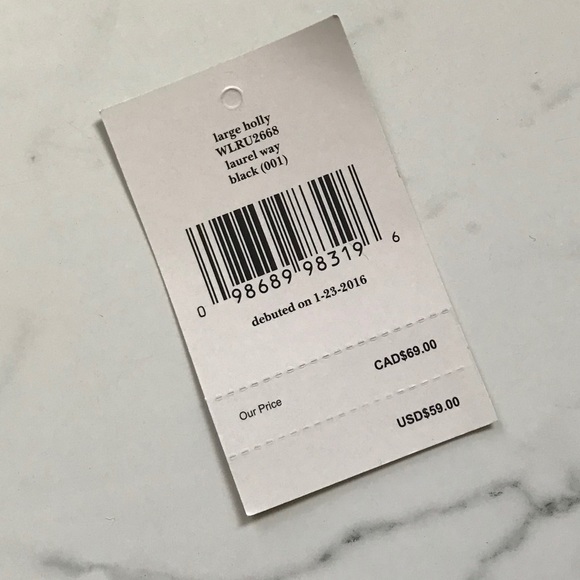 large holly
WLRU2668
laurel way
black (001)
0 98689 98319 6
debuted on 1-23-2016
CAD$69.00
Our Price
USD$59.00